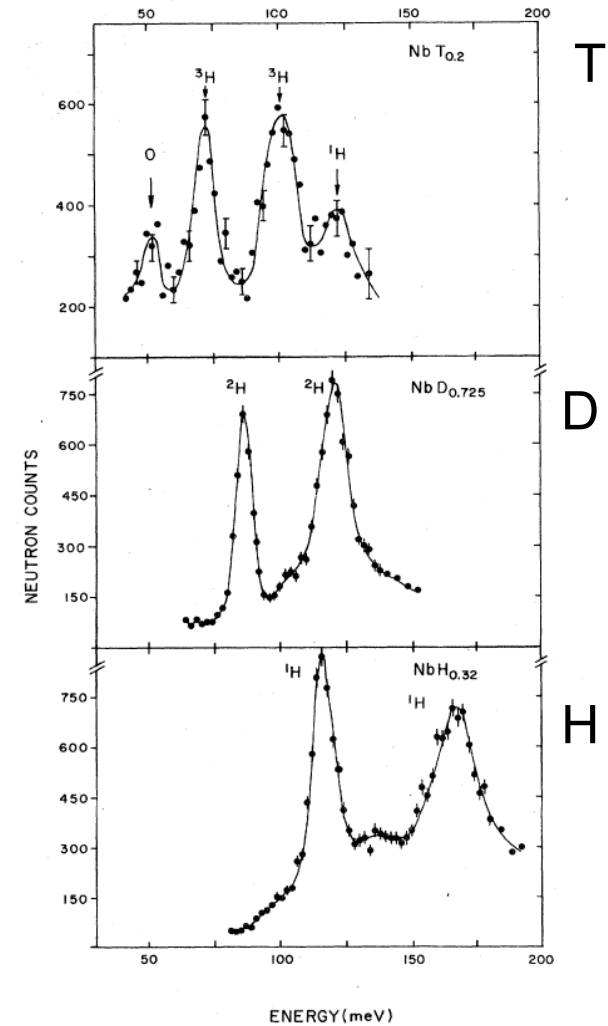 50 100 150 200
Nb T0.2
T
³H ³H
O
¹H
600
400
200
²H ²H
Nb D0.725
D
750
600
450
300
150
NEUTRON COUNTS
¹H
NbH0.32
¹H
H
750
600
450
300
150
50 100 150 200
ENERGY(meV)